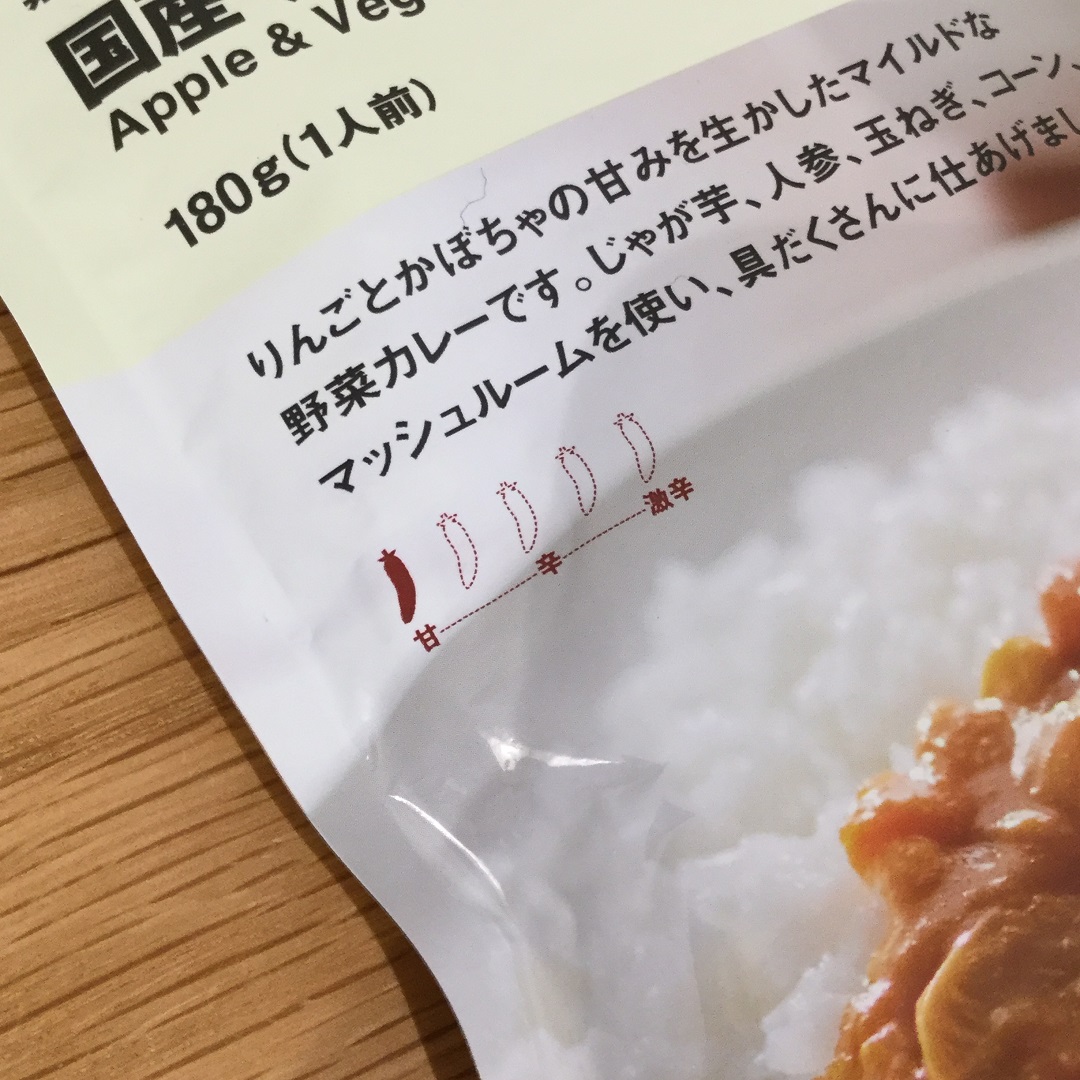 国産
Apple & Veg
180g(1人前)
りんごとかぼちゃの甘みを生かしたマイルドな
野菜カレーです。じゃが芋、人参、玉ねぎ、コーン、
マッシュルームを使い、具だくさんに仕あげまし
甘 辛 激辛